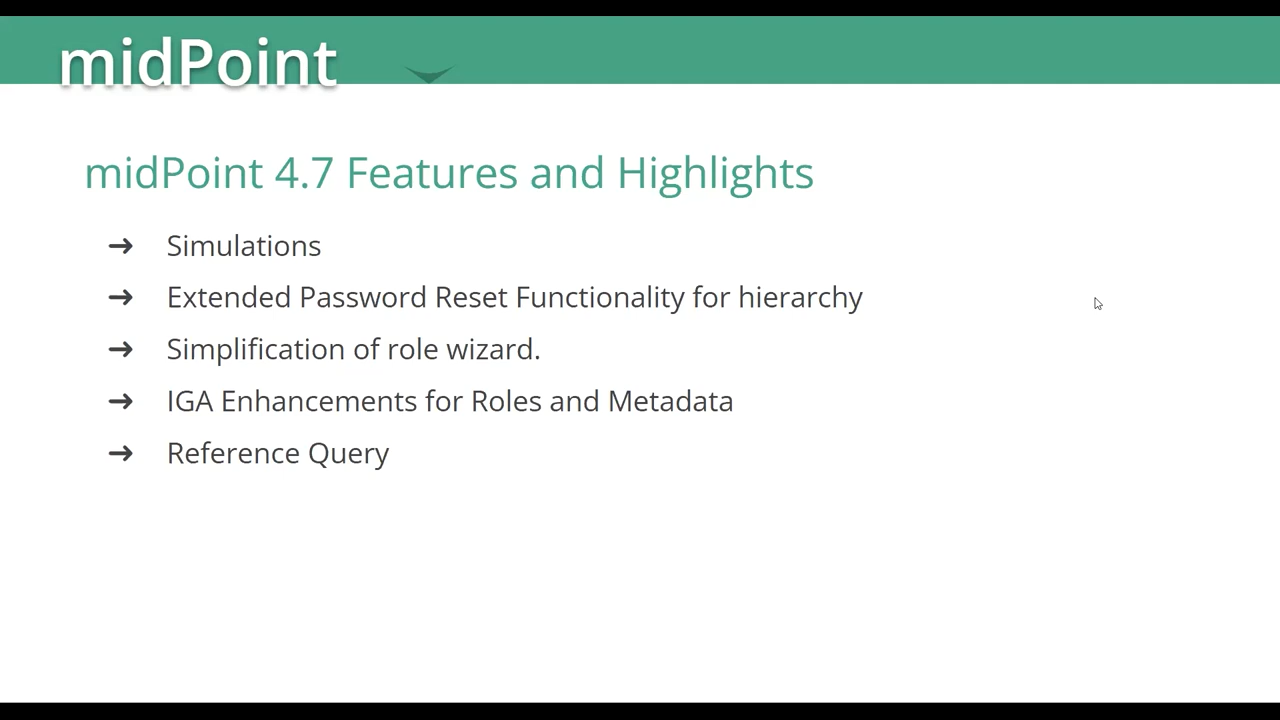 midPoint
midPoint 4.7 Features and Highlights
➔ Simulations
➔ Extended Password Reset Functionality for hierarchy
➔ Simplification of role wizard.
➔ IGA Enhancements for Roles and Metadata
➔ Reference Query